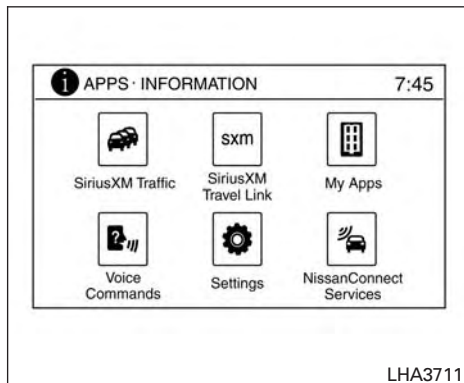 i APPS · INFORMATION 7:45
sxm
SiriusXM Traffic
SiriusXM
Travel Link
My Apps
?
Voice
Commands
Settings
NissanConnect
Services
LHA3711